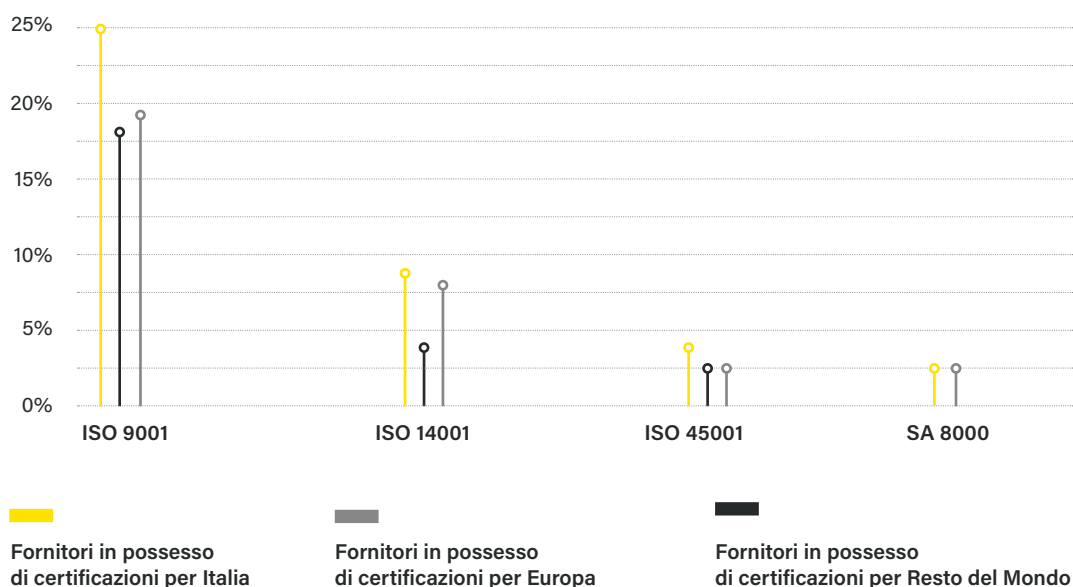 25%
20%
15%
10%
5%
0%
ISO 9001
ISO 14001
ISO 45001
SA 8000
Fornitori in possesso
di certificazioni per Italia
Fornitori in possesso
di certificazioni per Europa
Fornitori in possesso
di certificazioni per Resto del Mondo